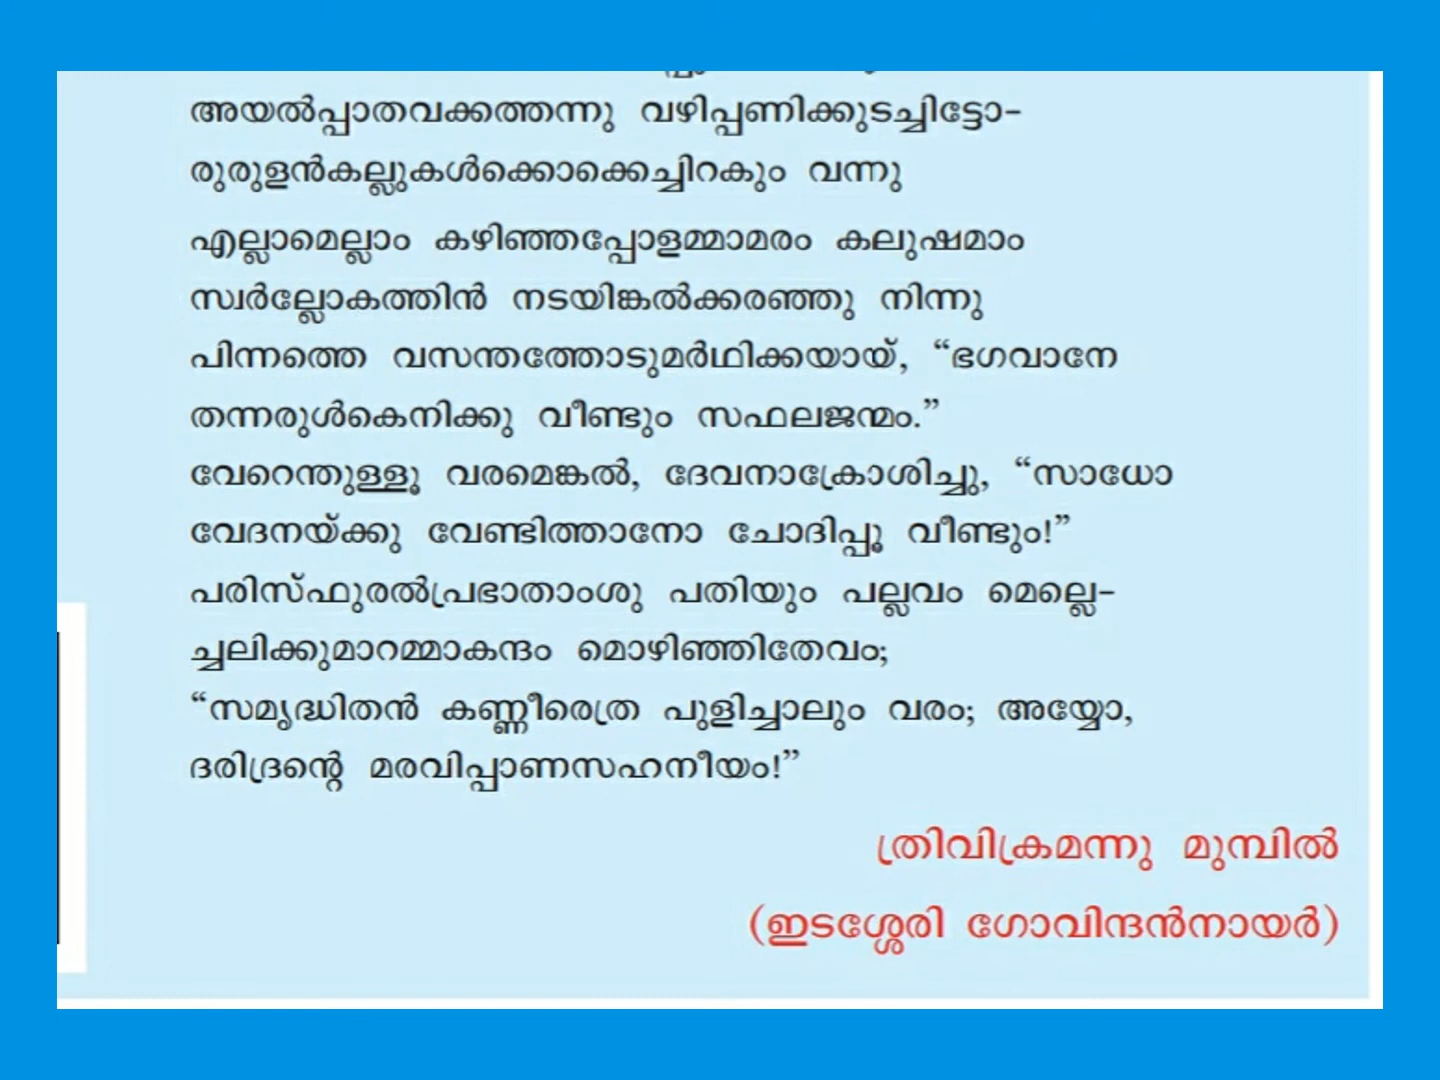 അയൽപ്പാതവക്കത്തന്നു വഴിപ്പണിക്കുടച്ചിട്ടോ-
രുരുളൻകല്ലുകൾക്കൊക്കെച്ചിറകും വന്നു
എല്ലാമെല്ലാം കഴിഞ്ഞപ്പോളമ്മാമരം കലുഷമാം
സ്വർല്ലോകത്തിൻ നടയിങ്കൽക്കരഞ്ഞു നിന്നു
പിന്നത്തെ വസന്തത്തോടുമർഥിക്കയായ്, “ഭഗവാനേ
തന്നരുൾകെനിക്കു വീണ്ടും സഫലജന്മം.”
വേറെന്തുള്ളൂ വരമെങ്കൽ, ദേവനാക്രോശിച്ചു, “സാധോ
വേദനയ്ക്കു വേണ്ടിത്താനോ ചോദിപ്പൂ വീണ്ടും!”
പരിസ്ഫുരൽപ്രഭാതാംശു പതിയും പല്ലവം മെല്ലെ-
ച്ചലിക്കുമാറമ്മാകന്ദം മൊഴിഞ്ഞിതേവം;
“സമൃദ്ധിതൻ കണ്ണീരെത്ര പുളിച്ചാലും വരം; അയ്യോ,
ദരിദ്രന്റെ മരവിപ്പാണസഹനീയം!”
ത്രിവിക്രമന്നു മുമ്പിൽ
(ഇടശ്ശേരി ഗോവിന്ദൻനായർ)